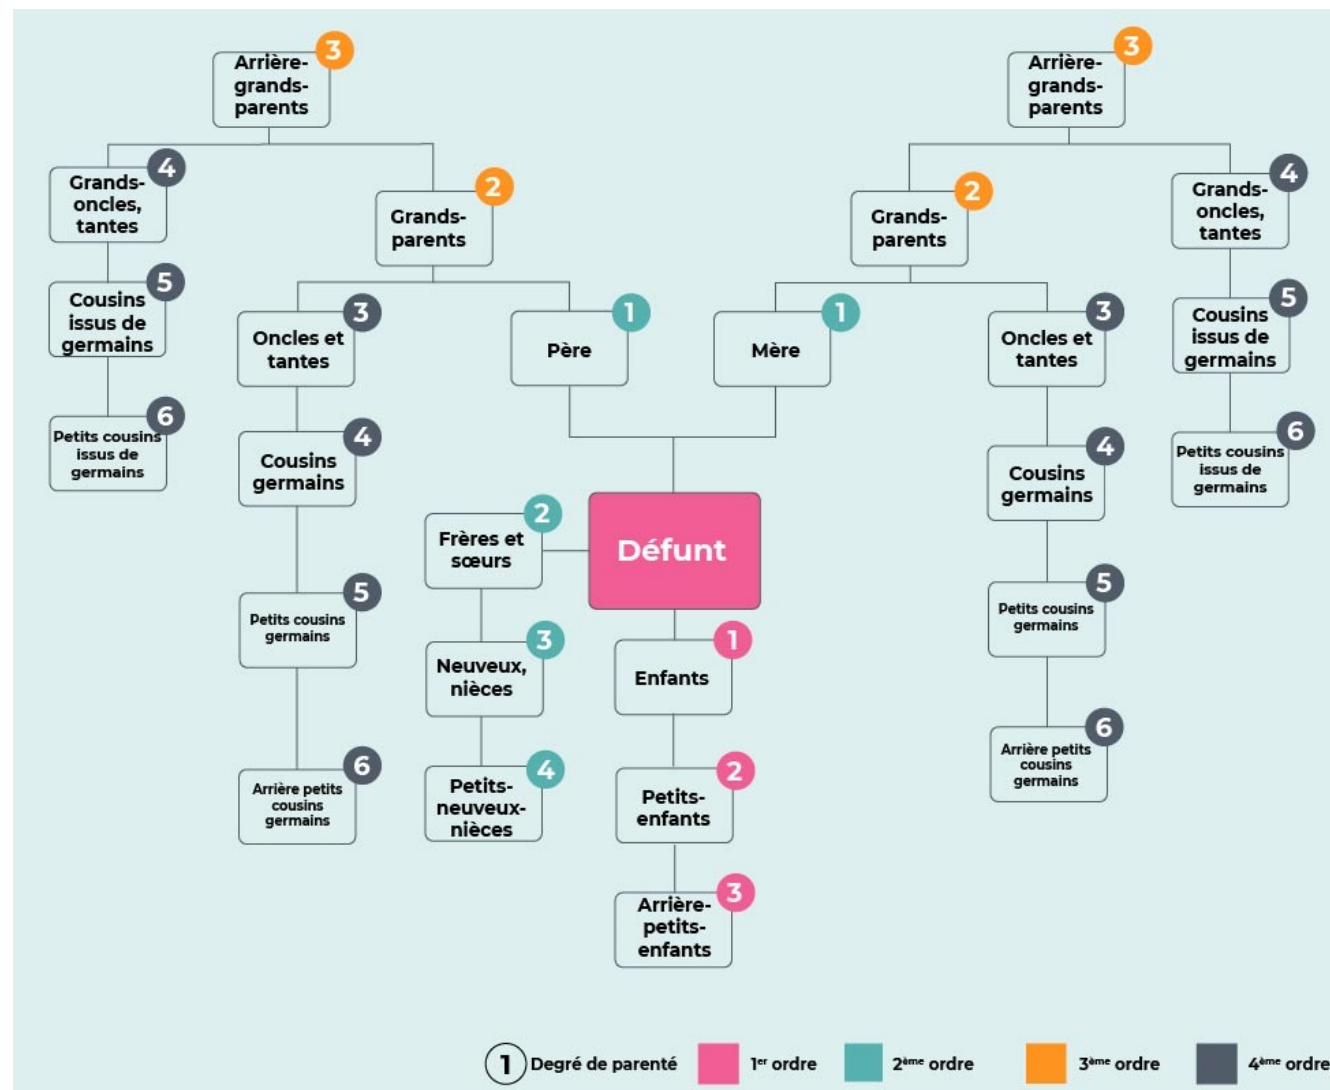 3
Arrière-
grands-
parents
3
Arrière-
grands-
parents
4
Grands-
oncles,
tantes
2
Grands-
parents
2
Grands-
parents
4
Grands-
oncles,
tantes
5
Cousins
issus de
germains
3
Oncles et
tantes
1
Père
1
Mère
3
Oncles et
tantes
5
Cousins
issus de
germains
6
Petits cousins
issus de
germains
4
Cousins
germains
4
Cousins
germains
6
Petits cousins
issus de
germains
2
Frères et
sœurs
Défunt
5
Petits cousins
germains
5
Petits cousins
germains
3
Neuveux,
nièces
1
Enfants
6
Arrière petits
cousins
germains
4
Petits-
neuveux-
nièces
2
Petits-
enfants
6
Arrière petits
cousins
germains
3
Arrière-
petits-
enfants
1 Degré de parenté 1er ordre 2ème ordre 3ème ordre 4ème ordre